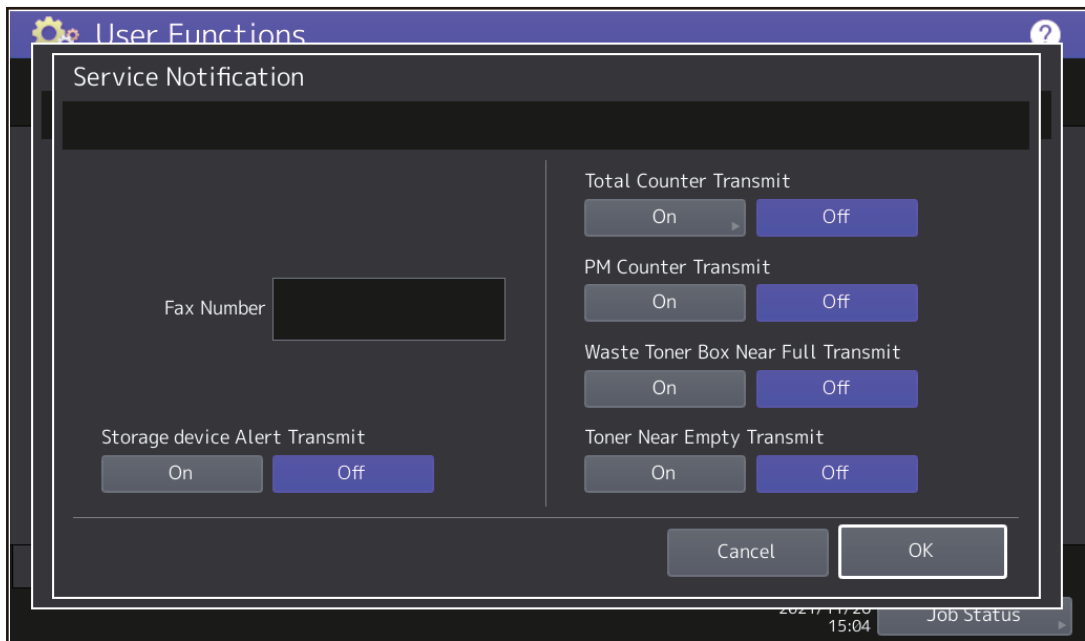 User Functions
?
Service Notification
Total Counter Transmit
On Off
PM Counter Transmit
On Off
Fax Number
Waste Toner Box Near Full Transmit
On Off
Storage device Alert Transmit
On Off
Toner Near Empty Transmit
On Off
Cancel OK
15:04
Job Status